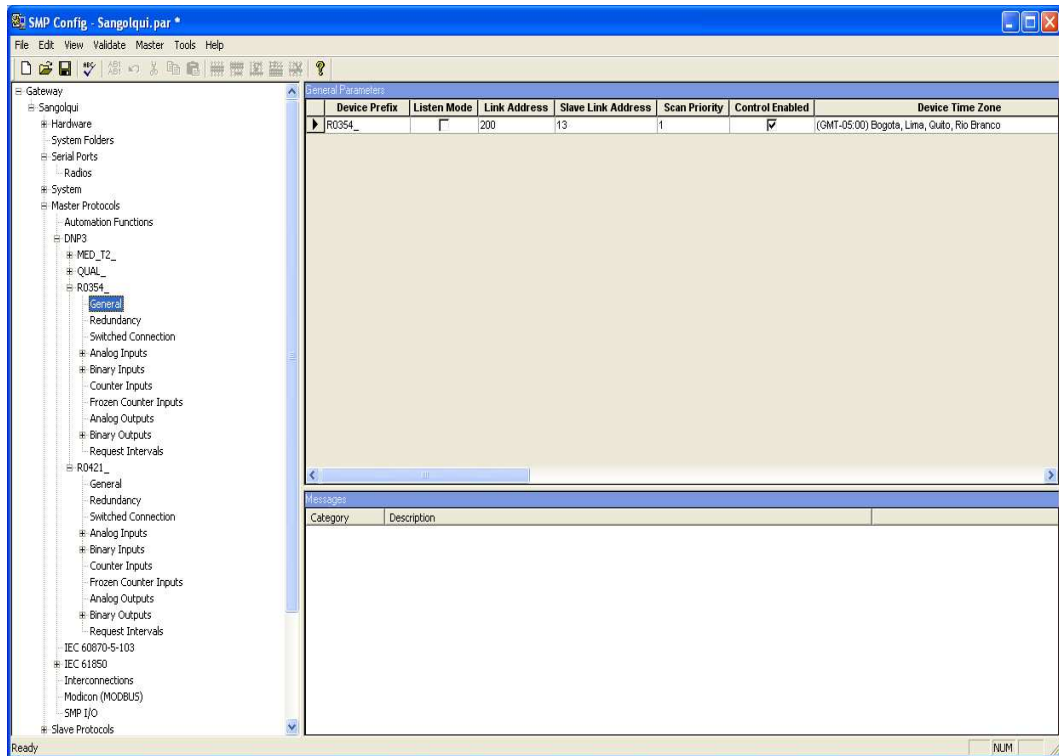 SMP Config - Sangolqui.par *
File Edit View Validate Master Tools Help
Gateway
Sangolqui
Hardware
System Folders
Serial Ports
Radios
System
Master Protocols
Automation Functions
DNP3
MED_T2_
QUAL_
R0354_
General
Redundancy
Switched Connection
Analog Inputs
Binary Inputs
Counter Inputs
Frozen Counter Inputs
Analog Outputs
Binary Outputs
Request Intervals
R0421_
General
Redundancy
Switched Connection
Analog Inputs
Binary Inputs
Counter Inputs
Frozen Counter Inputs
Analog Outputs
Binary Outputs
Request Intervals
IEC 60870-5-103
IEC 61850
Interconnections
Modicon (MODBUS)
SMP I/O
Slave Protocols
General Parameters
Device Prefix Listen Mode Link Address Slave Link Address Scan Priority Control Enabled Device Time Zone
R0354_ 200 13 1 (GMT-05:00) Bogota, Lima, Quito, Rio Branco
Messages
Category Description
Ready NUM